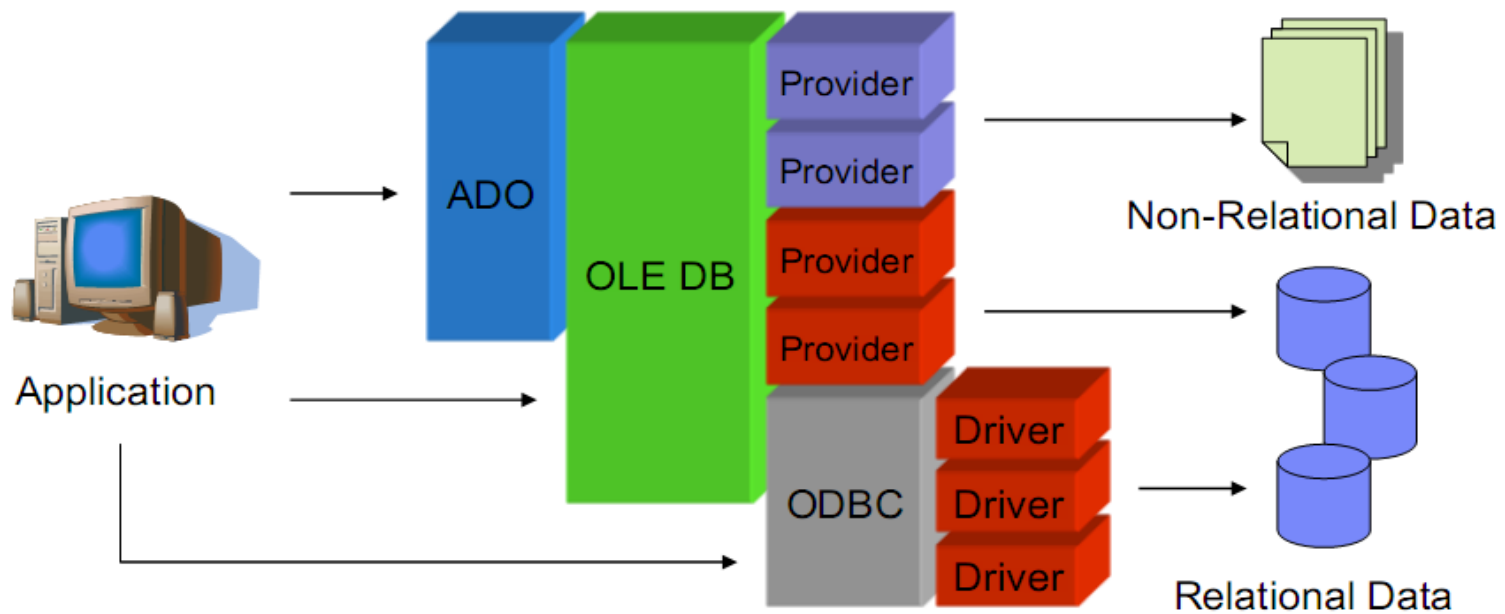 Application
ADO
OLE DB
Provider
Provider
Provider
Provider
ODBC
Driver
Driver
Driver
Non-Relational Data
Relational Data